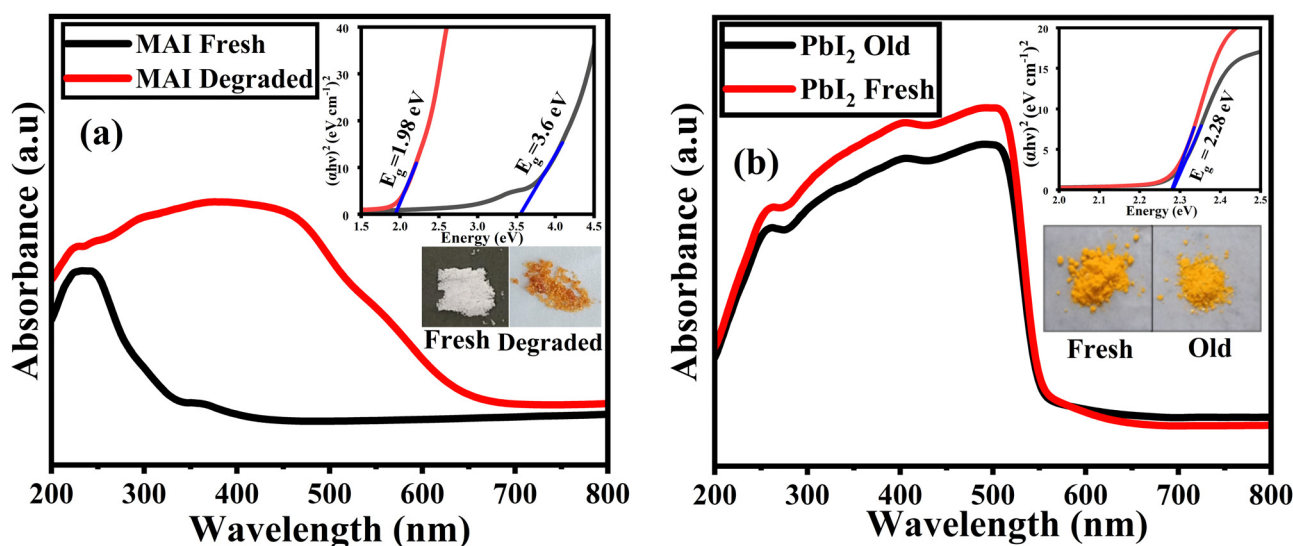 MAI Fresh
MAI Degraded
(a)
Absorbance (a.u)
200 300 400 500 600 700 800
Wavelength (nm)
(αhν)² (eV cm⁻¹)²
40
30
20
10
0
1.5 2.0 2.5 3.0 3.5 4.0 4.5
Energy (eV)
E_g=1.98 eV
E_g=3.6 eV
Fresh Degraded
PbI₂ Old
PbI₂ Fresh
(b)
Absorbance (a.u)
200 300 400 500 600 700 800
Wavelength (nm)
(αhν)² (eV cm⁻¹)²
20
15
10
5
0
2.0 2.1 2.2 2.3 2.4 2.5
Energy (eV)
E_g = 2.28 eV
Fresh Old